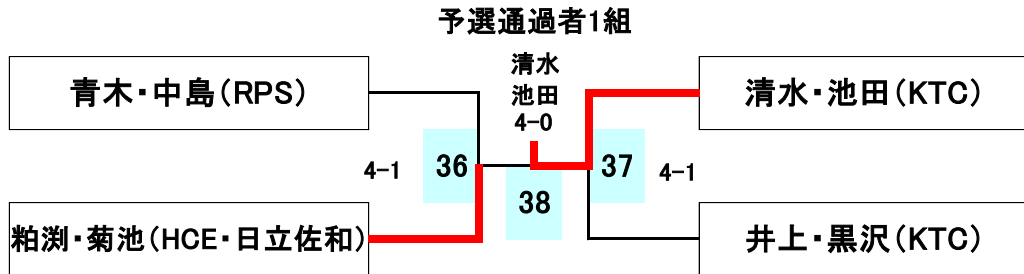 予選通過者1組
清水
池田
4-0
青木・中島(RPS)
清水・池田(KTC)
4-1
36
37
4-1
38
粕渕・菊池(HCE・日立佐和)
井上・黒沢(KTC)